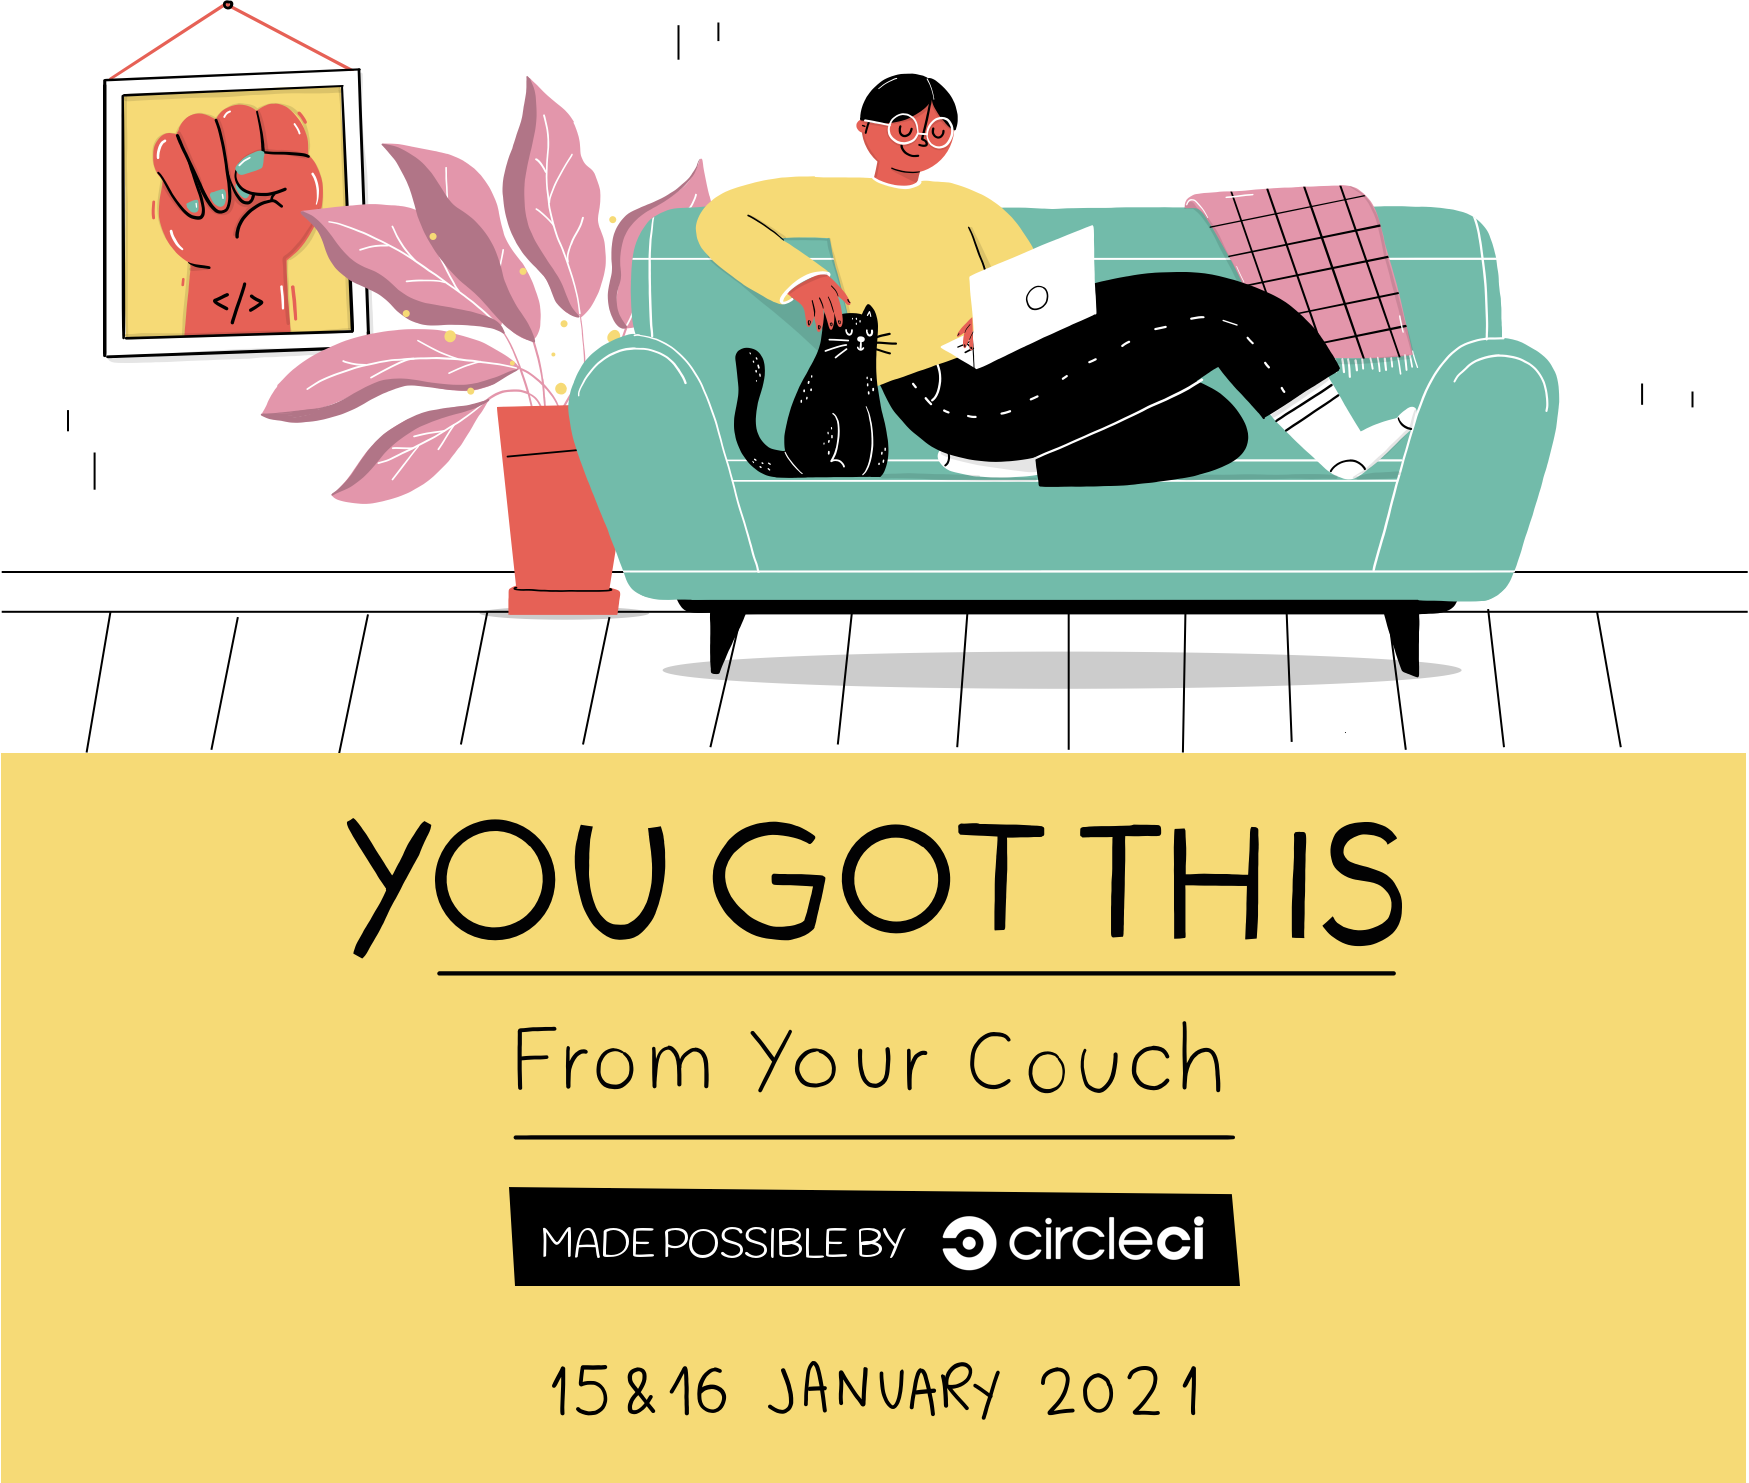 </>
YOU GOT THIS
From Your Couch
MADE POSSIBLE BY circleci
15 & 16 JANUARY 2021